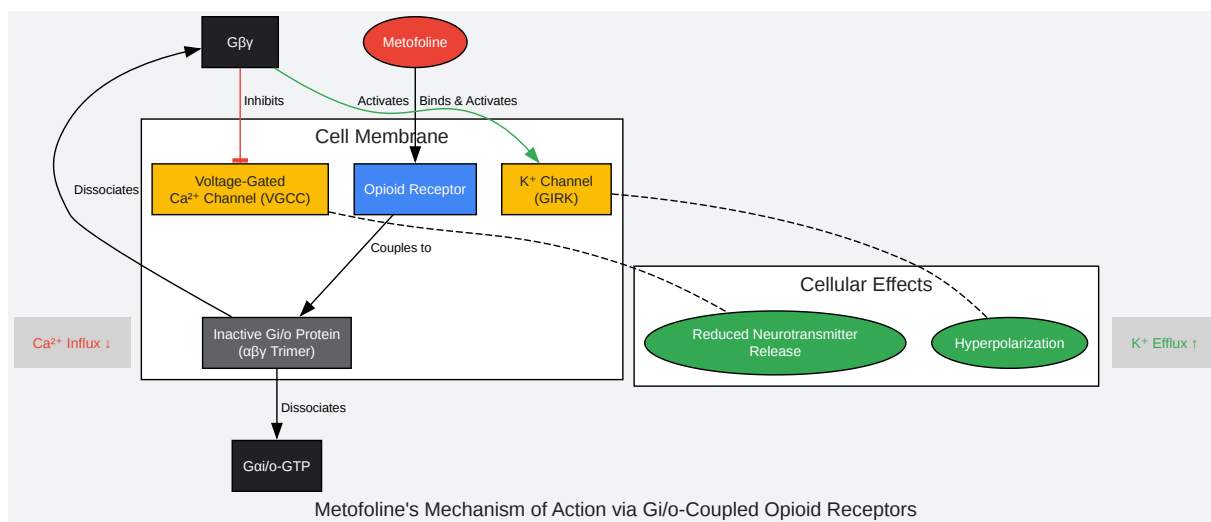 Gβγ
Metofoline
Inhibits
Activates
Binds & Activates
Cell Membrane
Dissociates
Voltage-Gated
Ca²⁺ Channel (VGCC)
Opioid Receptor
K⁺ Channel
(GIRK)
Couples to
Cellular Effects
Ca²⁺ Influx ↓
Inactive Gi/o Protein
(αβγ Trimer)
Reduced Neurotransmitter
Release
Hyperpolarization
K⁺ Efflux ↑
Dissociates
Gαi/o-GTP
Metofoline's Mechanism of Action via Gi/o-Coupled Opioid Receptors